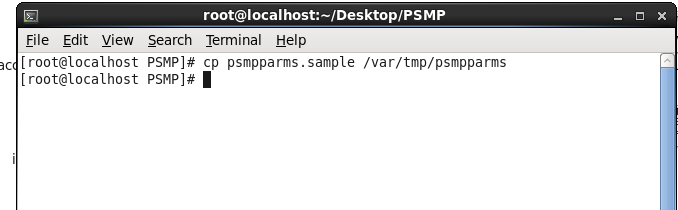 root@localhost:~/Desktop/PSMP
File Edit View Search Terminal Help
[root@localhost PSMP]# cp psmpparms.sample /var/tmp/psmpparms
[root@localhost PSMP]#